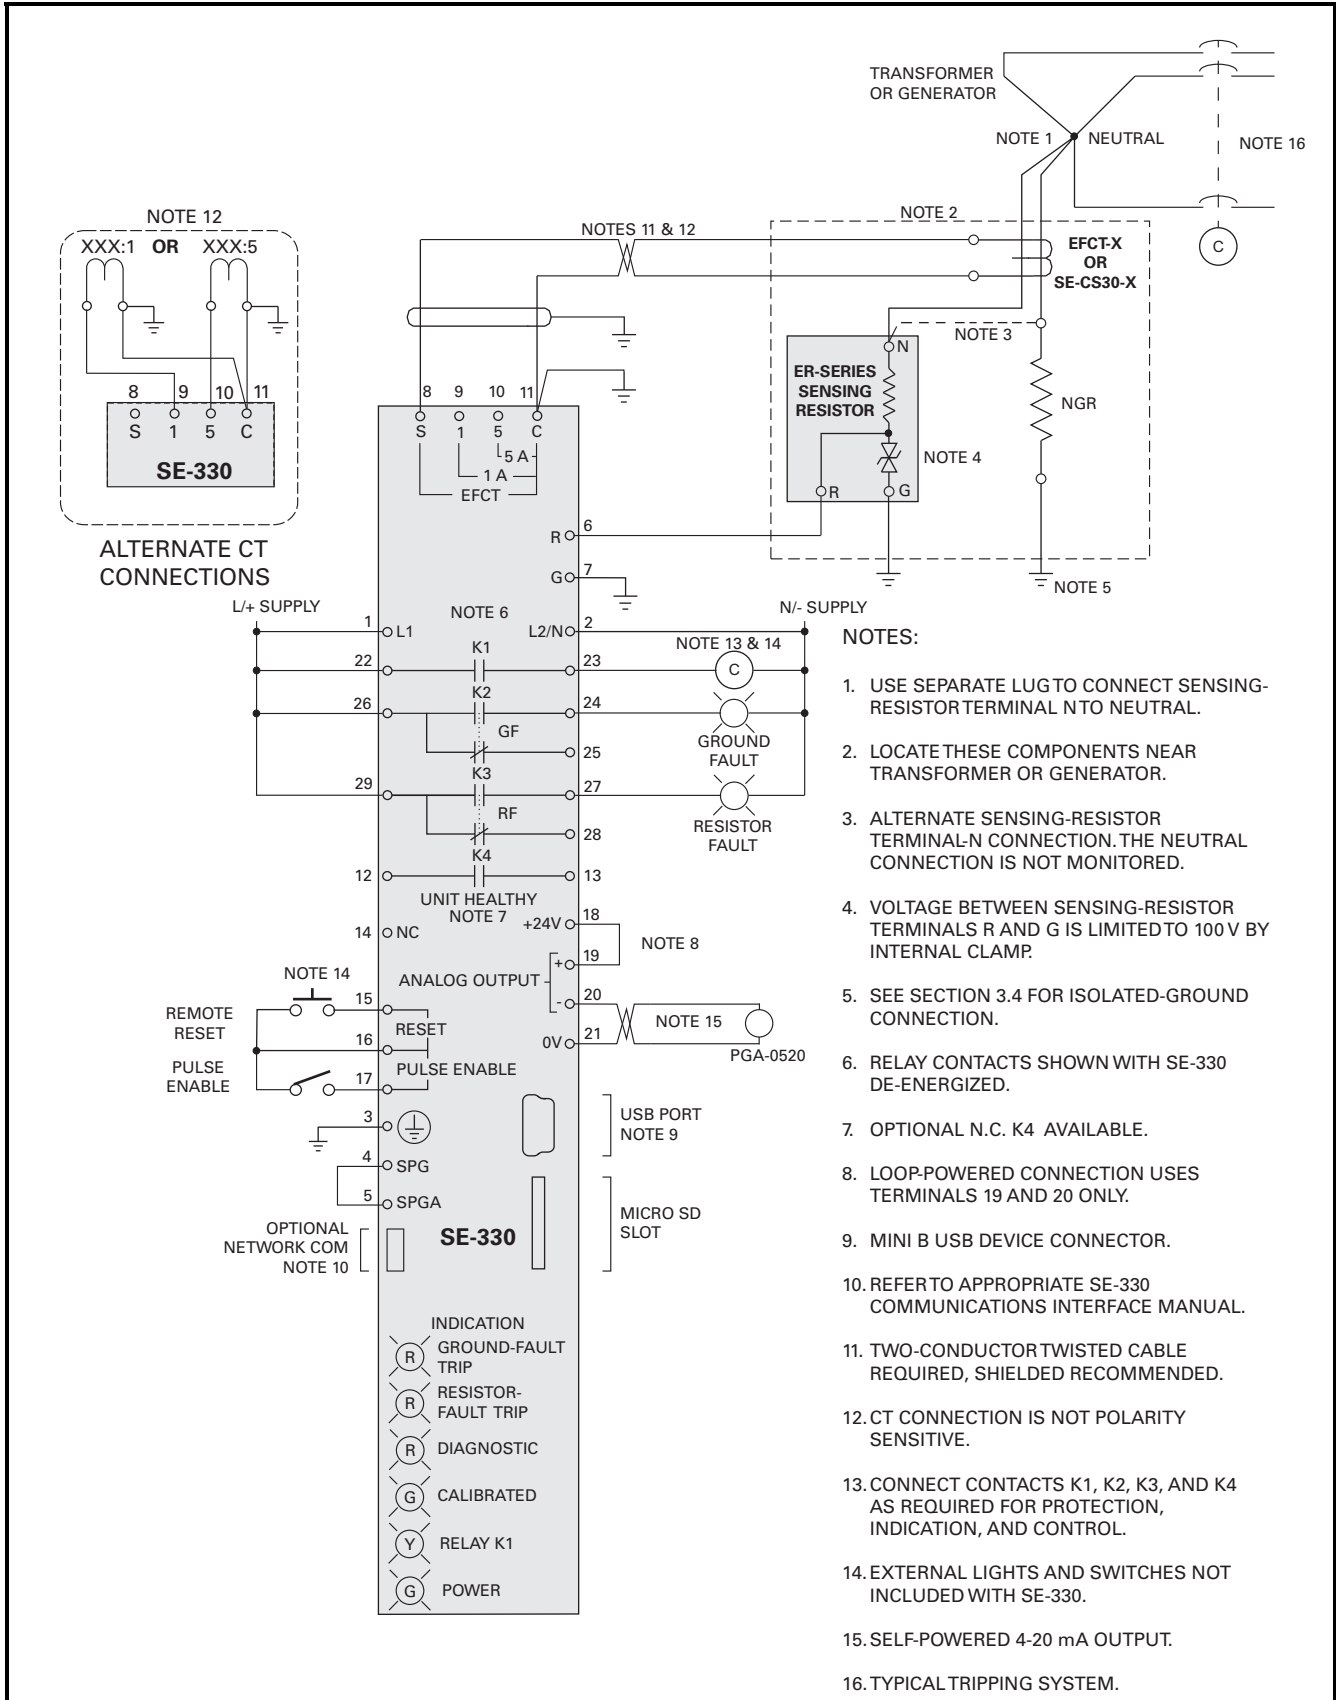 TRANSFORMER
OR GENERATOR
NOTE 1
NEUTRAL
NOTE 16
C
NOTE 12
XXX:1 OR XXX:5
8 9 10 11
S 1 5 C
SE-330
ALTERNATE CT
CONNECTIONS
NOTES 11 & 12
NOTE 2
EFCT-X
OR
SE-CS30-X
NOTE 3
N
ER-SERIES
SENSING
RESISTOR
NGR
NOTE 4
R
G
NOTE 5
8 9 10 11
S 1 5 C
5 A
1 A
EFCT
R 6
G 7
L/+ SUPPLY
NOTE 6
N/- SUPPLY
1 L1
L2/N 2
22 K1 23
NOTE 13 & 14
C
26 K2 24
GF
25
GROUND
FAULT
29 K3 27
RF
28
RESISTOR
FAULT
12 K4 13
UNIT HEALTHY
NOTE 7
14 NC
+24V 18
NOTE 8
+ 19
ANALOG OUTPUT
- 20
NOTE 15
0V 21
PGA-0520
NOTE 14
REMOTE
RESET
15
RESET
16
PULSE
ENABLE
17
PULSE ENABLE
3
4 SPG
5 SPGA
USB PORT
NOTE 9
MICRO SD
SLOT
OPTIONAL
NETWORK COM
NOTE 10
SE-330
INDICATION
R GROUND-FAULT
TRIP
R RESISTOR-
FAULT TRIP
R DIAGNOSTIC
G CALIBRATED
Y RELAY K1
G POWER
NOTES:
1. USE SEPARATE LUG TO CONNECT SENSING-
RESISTOR TERMINAL N TO NEUTRAL.
2. LOCATE THESE COMPONENTS NEAR
TRANSFORMER OR GENERATOR.
3. ALTERNATE SENSING-RESISTOR
TERMINAL-N CONNECTION. THE NEUTRAL
CONNECTION IS NOT MONITORED.
4. VOLTAGE BETWEEN SENSING-RESISTOR
TERMINALS R AND G IS LIMITED TO 100 V BY
INTERNAL CLAMP.
5. SEE SECTION 3.4 FOR ISOLATED-GROUND
CONNECTION.
6. RELAY CONTACTS SHOWN WITH SE-330
DE-ENERGIZED.
7. OPTIONAL N.C. K4 AVAILABLE.
8. LOOP-POWERED CONNECTION USES
TERMINALS 19 AND 20 ONLY.
9. MINI B USB DEVICE CONNECTOR.
10. REFER TO APPROPRIATE SE-330
COMMUNICATIONS INTERFACE MANUAL.
11. TWO-CONDUCTOR TWISTED CABLE
REQUIRED, SHIELDED RECOMMENDED.
12. CT CONNECTION IS NOT POLARITY
SENSITIVE.
13. CONNECT CONTACTS K1, K2, K3, AND K4
AS REQUIRED FOR PROTECTION,
INDICATION, AND CONTROL.
14. EXTERNAL LIGHTS AND SWITCHES NOT
INCLUDED WITH SE-330.
15. SELF-POWERED 4-20 mA OUTPUT.
16. TYPICAL TRIPPING SYSTEM.